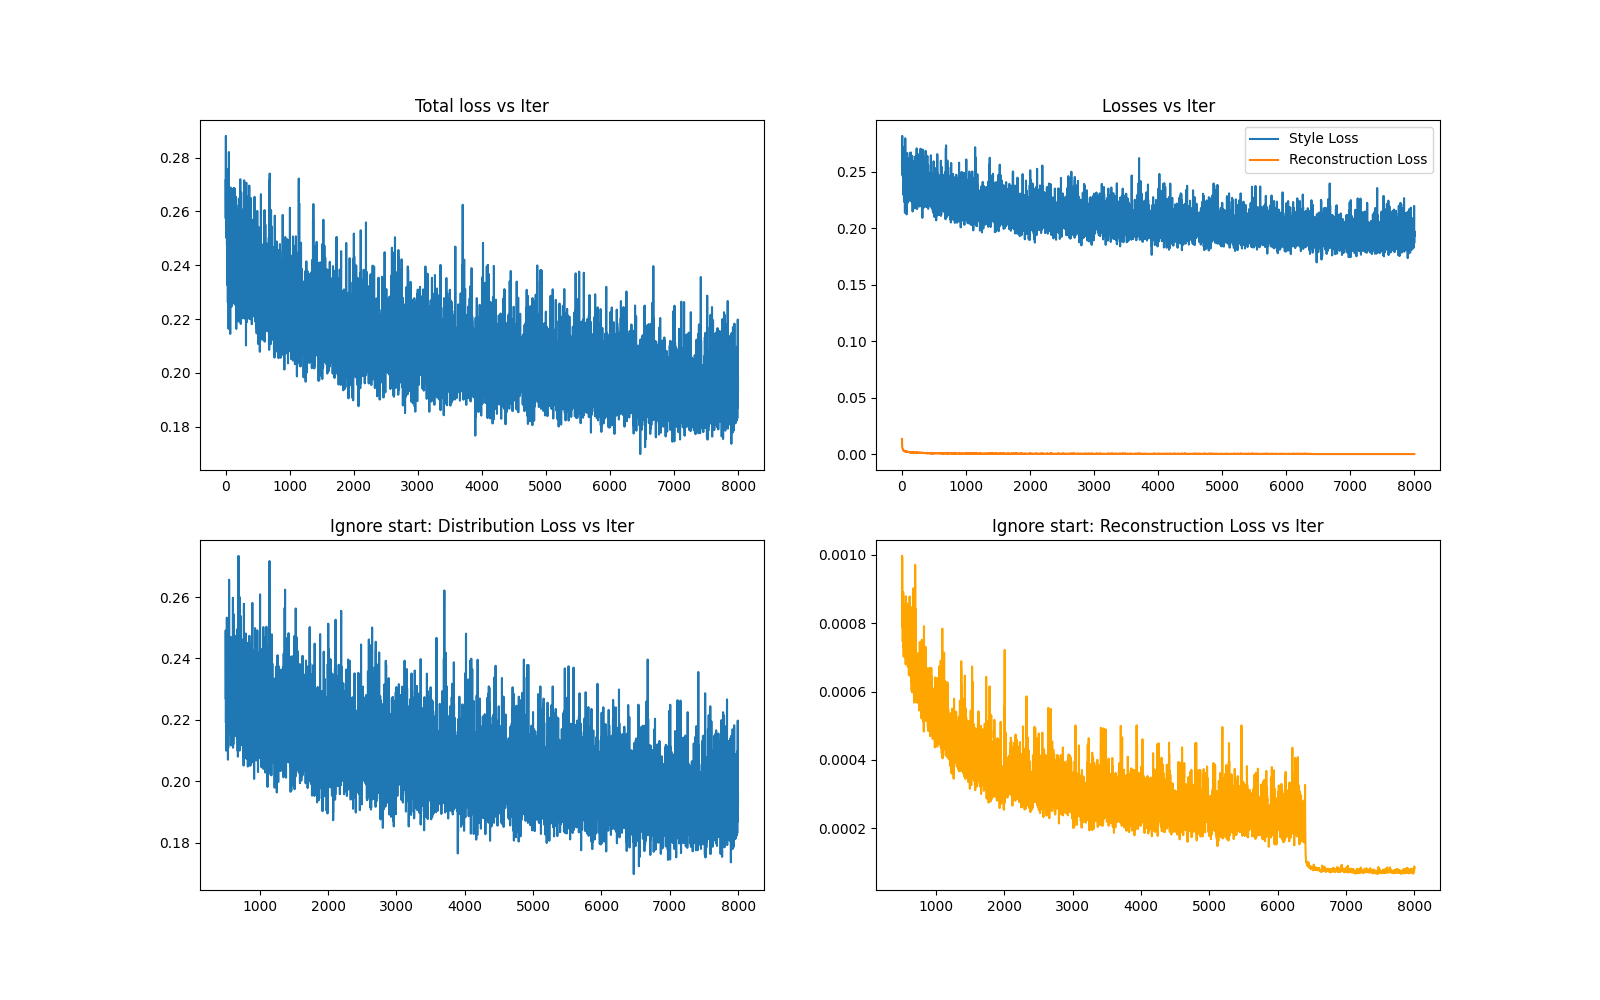 Total loss vs Iter
0.28
0.26
0.24
0.22
0.20
0.18
0 1000 2000 3000 4000 5000 6000 7000 8000
Losses vs Iter
Style Loss
Reconstruction Loss
0.25
0.20
0.15
0.10
0.05
0.00
0 1000 2000 3000 4000 5000 6000 7000 8000
Ignore start: Distribution Loss vs Iter
0.26
0.24
0.22
0.20
0.18
1000 2000 3000 4000 5000 6000 7000 8000
Ignore start: Reconstruction Loss vs Iter
0.0010
0.0008
0.0006
0.0004
0.0002
1000 2000 3000 4000 5000 6000 7000 8000